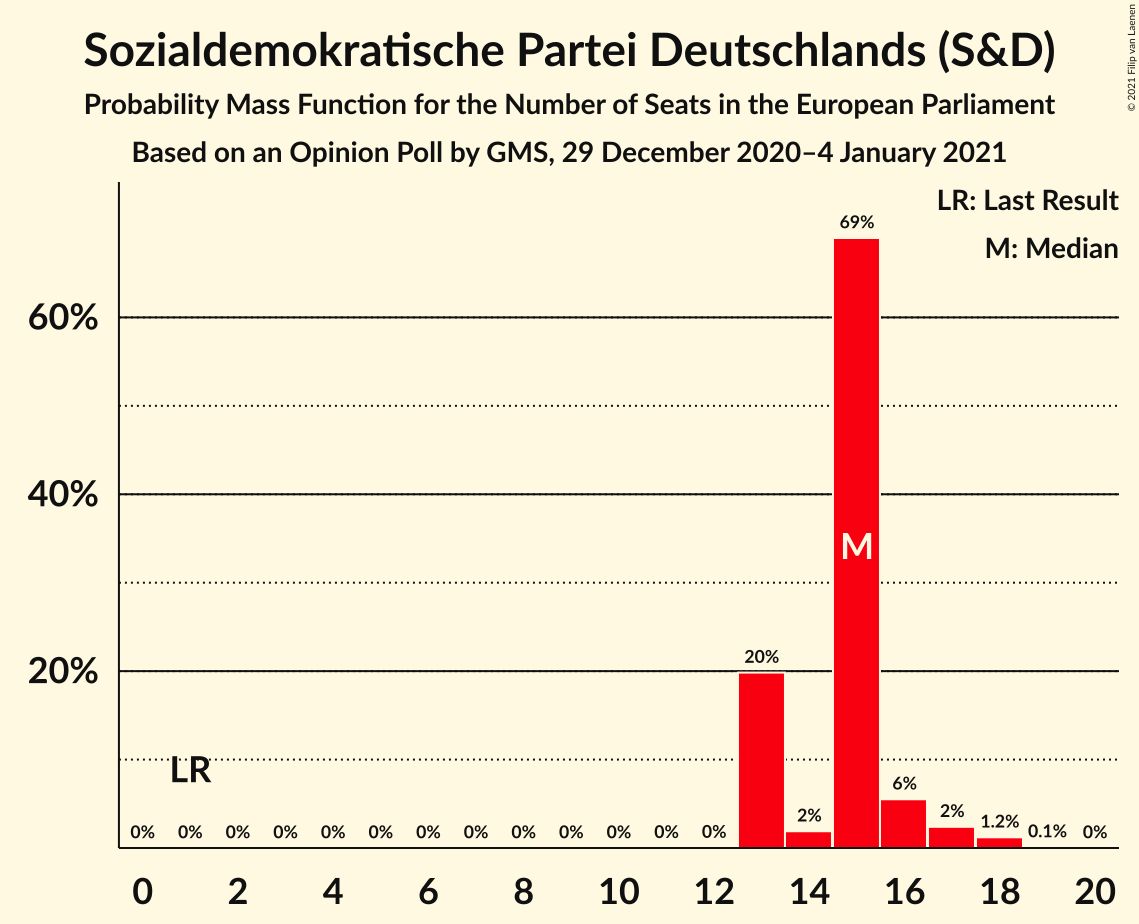 Sozialdemokratische Partei Deutschlands (S&D)
Probability Mass Function for the Number of Seats in the European Parliament
Based on an Opinion Poll by GMS, 29 December 2020–4 January 2021
© 2021 Filip van Laenen
LR: Last Result
M: Median
69%
60%
40%
M
20%
20%
LR
0% 0% 0% 0% 0% 0% 0% 0% 0% 0% 0% 0% 0% 2% 6% 2% 1.2% 0.1% 0%
0 2 4 6 8 10 12 14 16 18 20